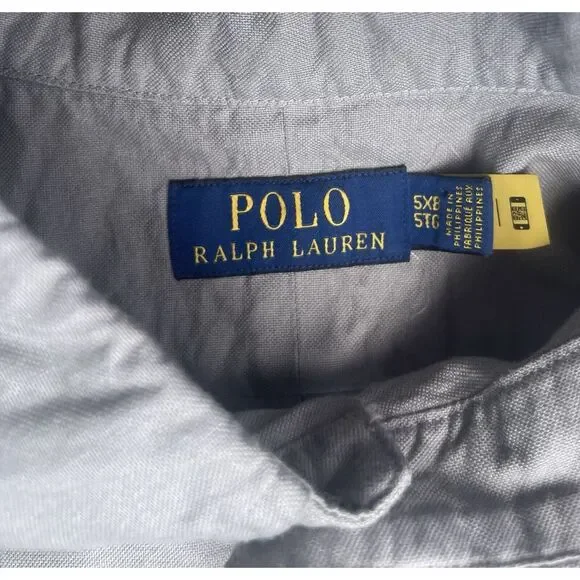 POLO
RALPH LAUREN
5XB
5TG
MADE IN
PHILIPPINES
FABRIQUÉ AUX
PHILIPPINES